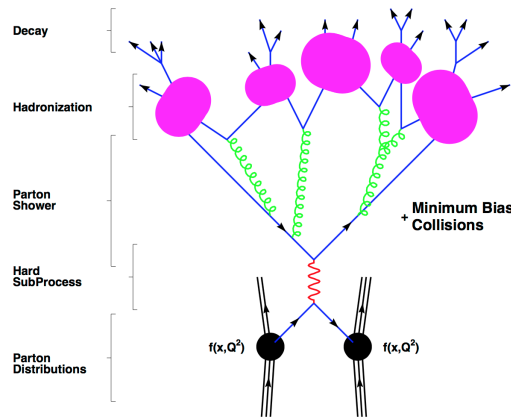 Decay
Hadronization
Parton
Shower
+ Minimum Bias
Collisions
Hard
SubProcess
f(x,Q²)
f(x,Q²)
Parton
Distributions